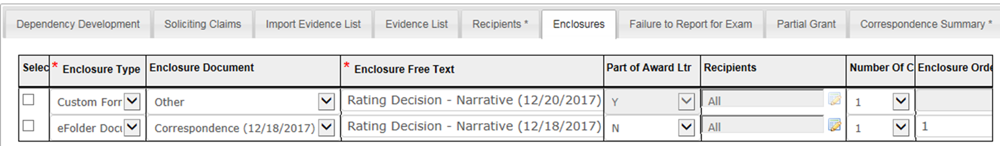 Dependency Development Soliciting Claims Import Evidence List Evidence List Recipients * Enclosures Failure to Report for Exam Partial Grant Correspondence Summary *
Selec * Enclosure Type Enclosure Document * Enclosure Free Text Part of Award Ltr Recipients Number Of C Enclosure Orde
Custom Forr Other Rating Decision - Narrative (12/20/2017) Y All 1
eFolder Docu Correspondence (12/18/2017) Rating Decision - Narrative (12/18/2017) N All 1 1